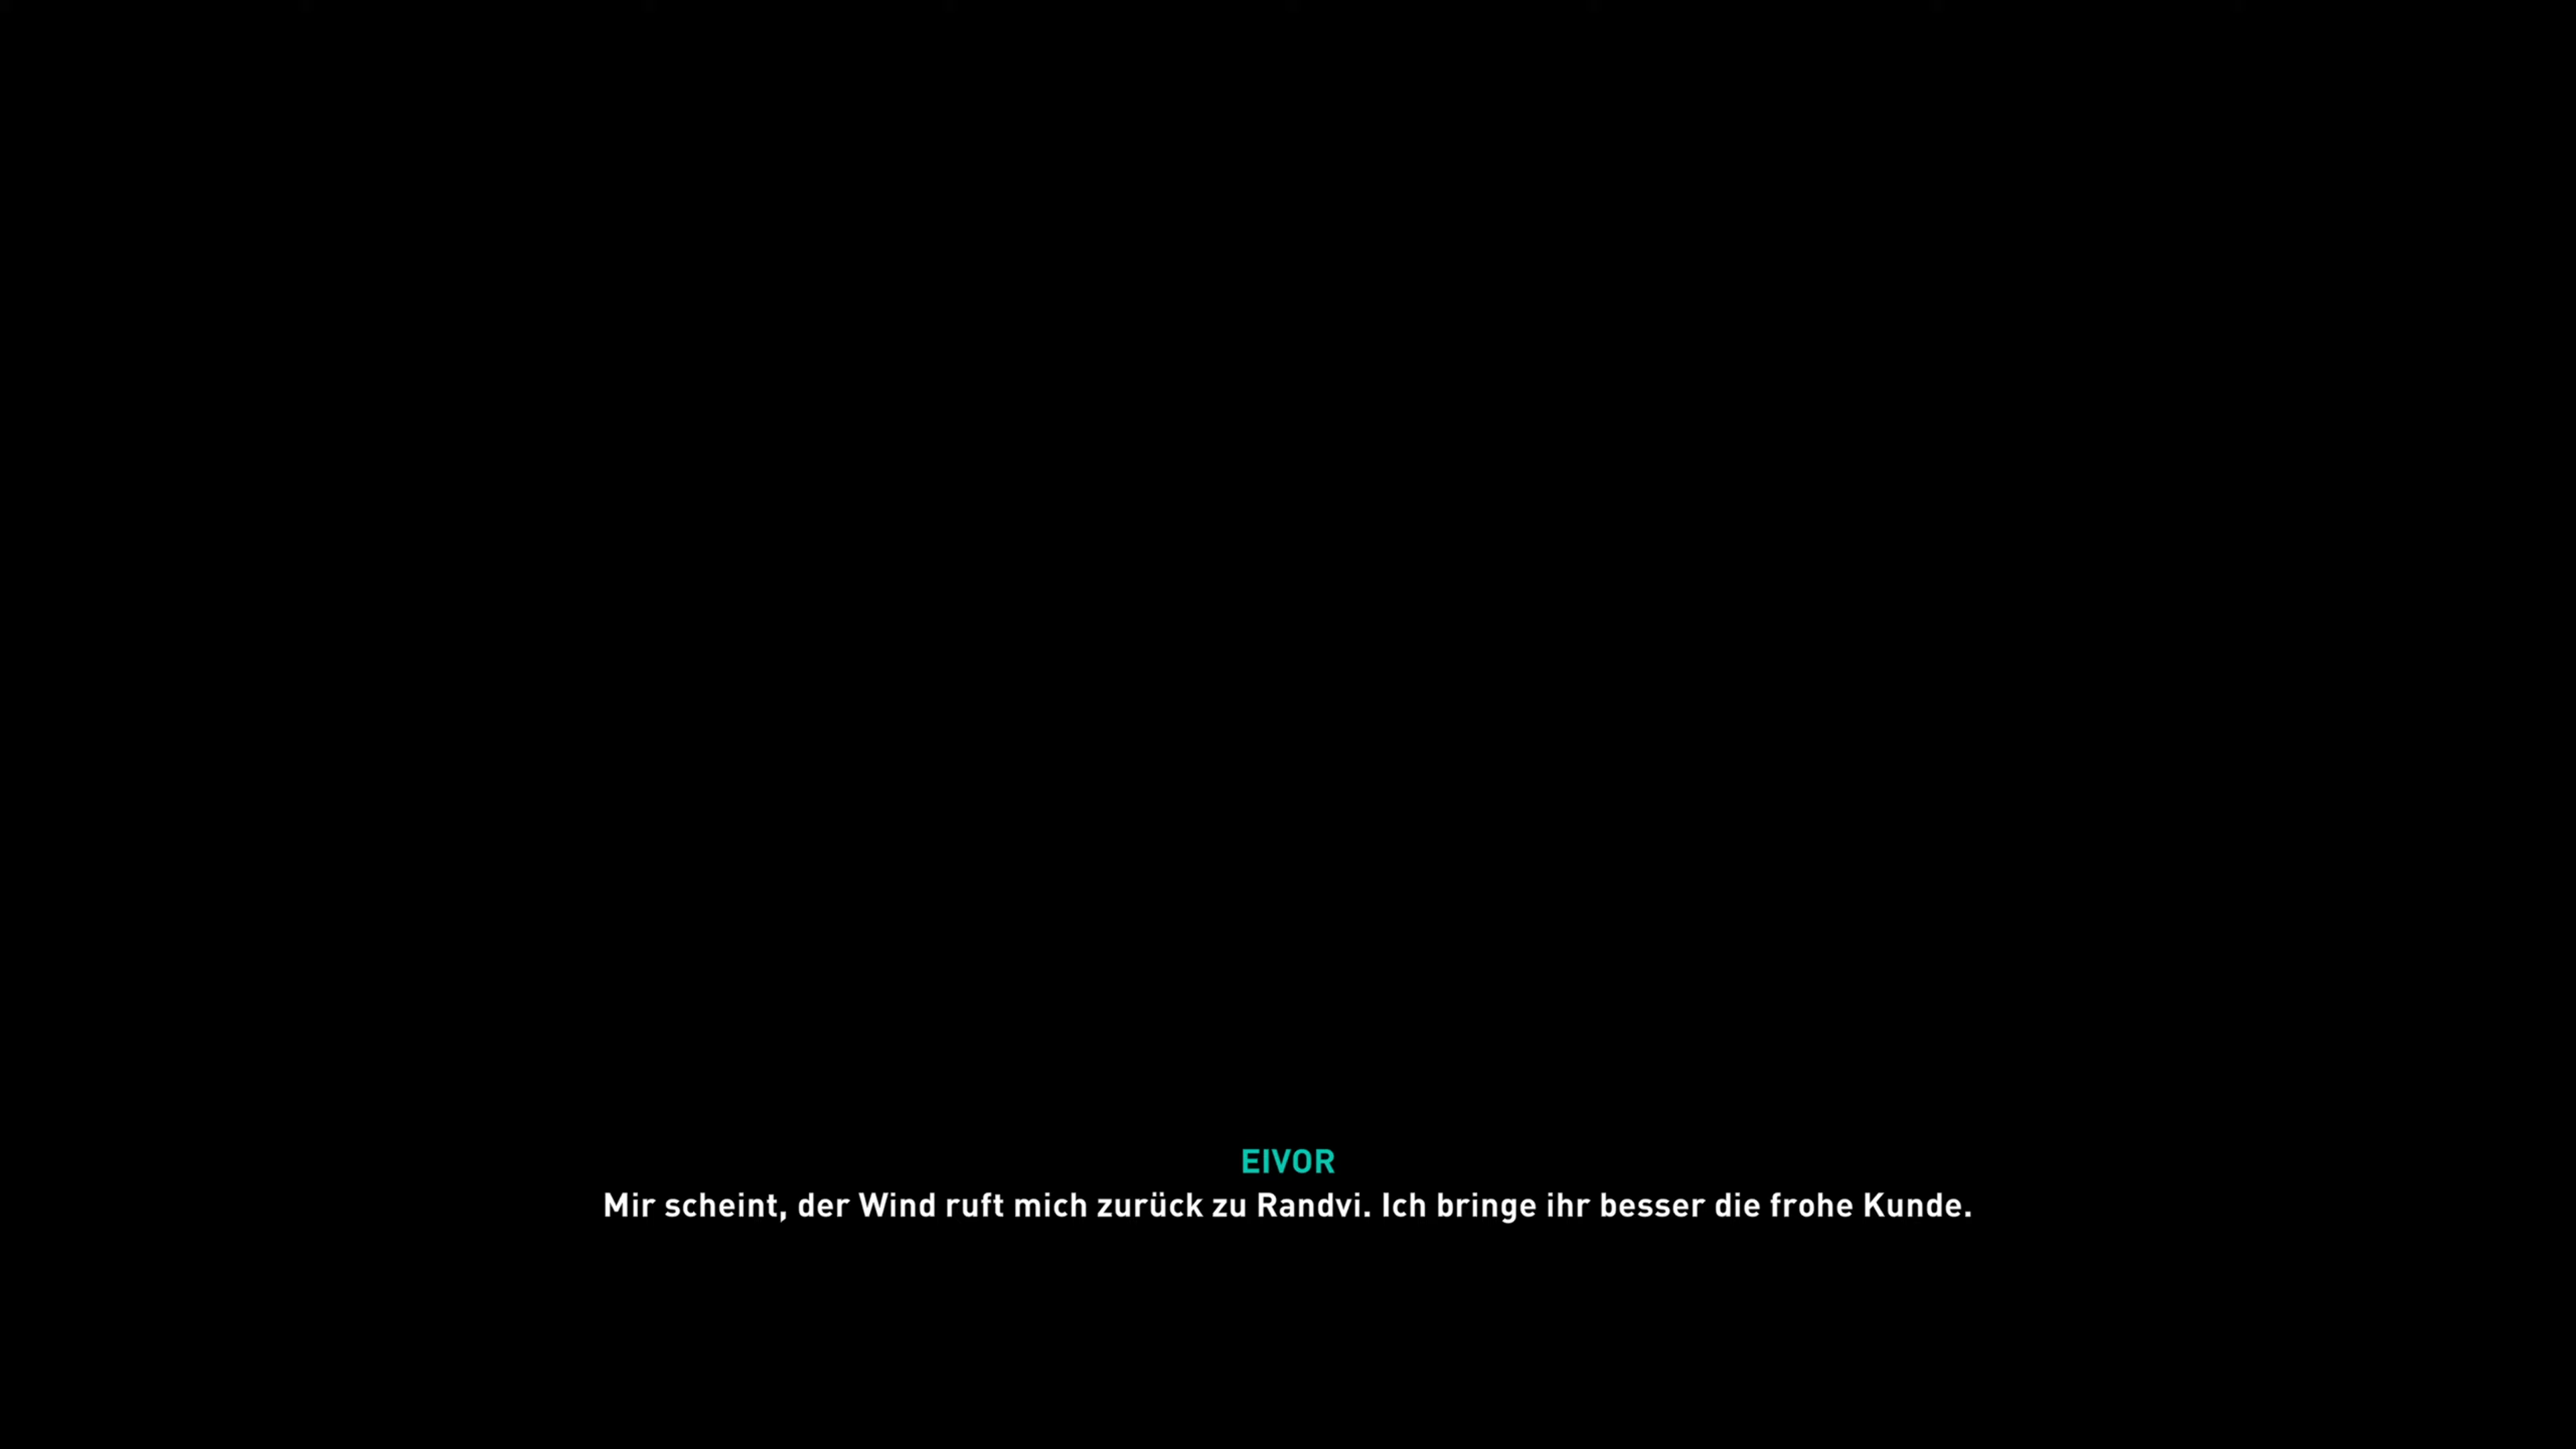 EIVOR
Mir scheint, der Wind ruft mich zurück zu Randvi. Ich bringe ihr besser die frohe Kunde.